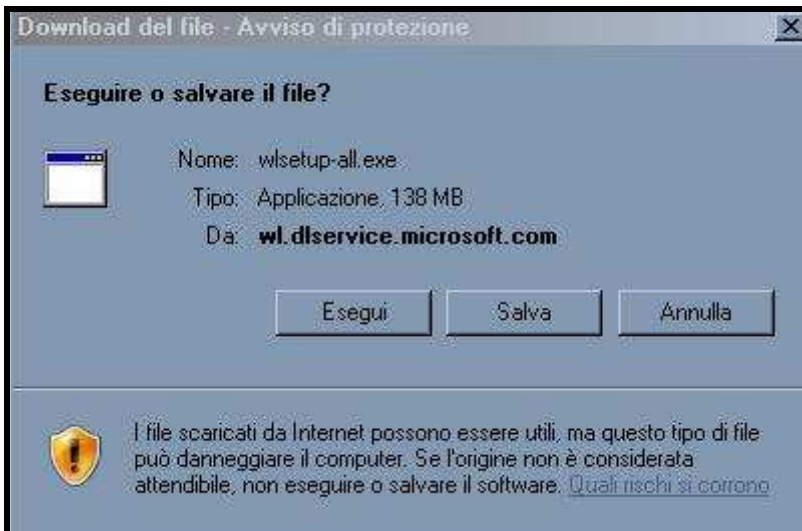 Download del file - Avviso di protezione
Eseguire o salvare il file?
Nome: wlsetup-all.exe
Tipo: Applicazione, 138 MB
Da: wl.dlservice.microsoft.com
Esegui Salva Annulla
I file scaricati da Internet possono essere utili, ma questo tipo di file
può danneggiare il computer. Se l'origine non è considerata
attendibile, non eseguire o salvare il software. Quali rischi si corrono